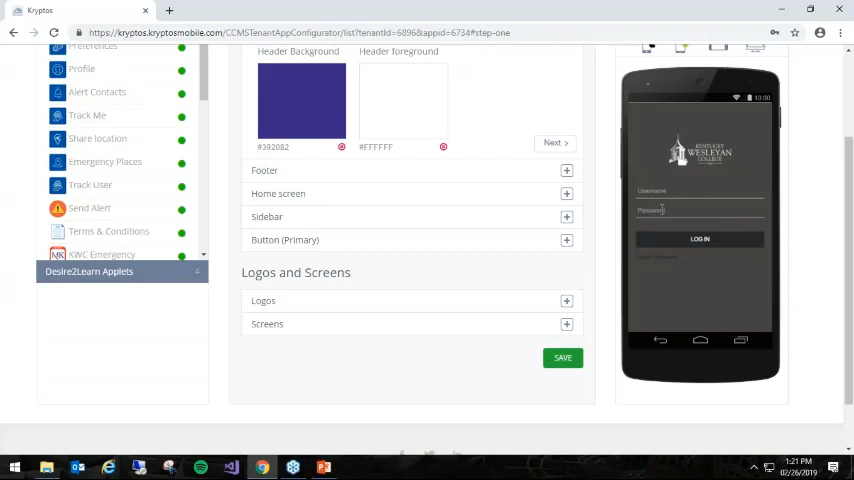 Kryptos
https://kryptos.kryptosmobile.com/CCMSTenantAppConfigurator/list?tenantId=6896&appid=6734#step-one
Preferences
Profile
Alert Contacts
Track Me
Share location
Emergency Places
Track User
Send Alert
Terms & Conditions
KWC Emergency
Desire2Learn Applets
Header Background
Header foreground
#392082
#FFFFFF
Next
Footer
Home screen
Sidebar
Button (Primary)
Logos and Screens
Logos
Screens
SAVE
10:00
KENTUCKY
WESLEYAN
COLLEGE
Username
Password
LOG IN
1:21 PM
02/26/2019